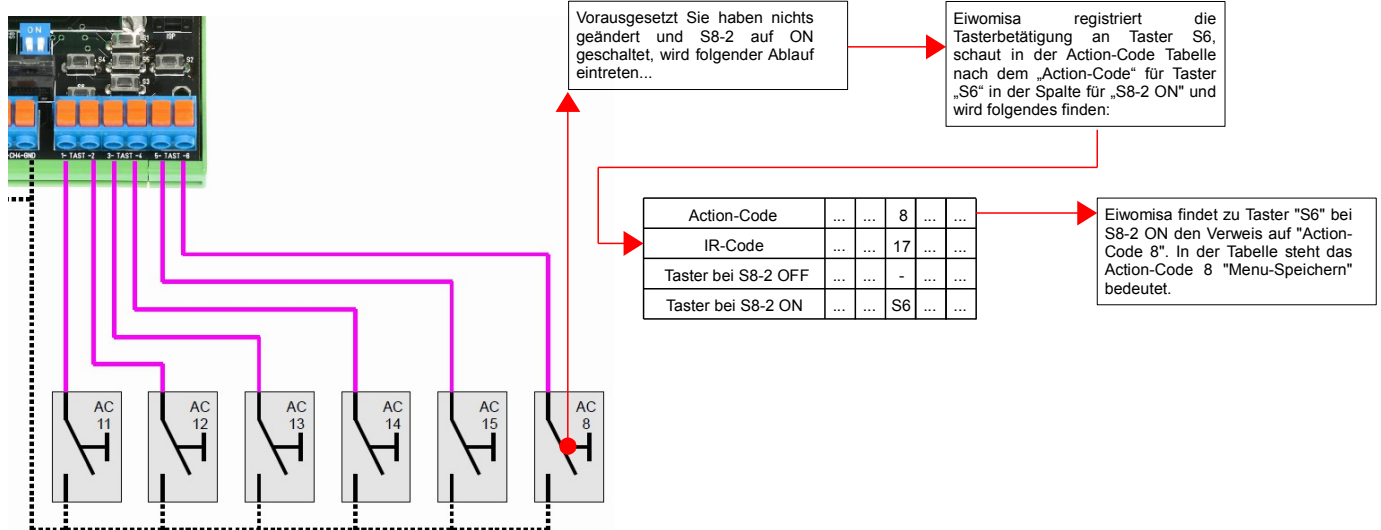 Vorausgesetzt Sie haben nichts
geändert und S8-2 auf ON
geschaltet, wird folgender Ablauf
eintreten...
Eiwomisa registriert die
Tasterbetätigung an Taster S6,
schaut in der Action-Code Tabelle
nach dem „Action-Code“ für Taster
„S6“ in der Spalte für „S8-2 ON" und
wird folgendes finden:
Action-Code ... ... 8 ... ...
IR-Code ... ... 17 ... ...
Taster bei S8-2 OFF ... ... - ... ...
Taster bei S8-2 ON ... ... S6 ... ...
Eiwomisa findet zu Taster "S6" bei
S8-2 ON den Verweis auf "Action-
Code 8". In der Tabelle steht das
Action-Code 8 "Menu-Speichern"
bedeutet.
ON
ISP
S4
S5
S2
S3
-CH4-GND
1- TAST -2
3- TAST -4
5- TAST -6
AC
11
AC
12
AC
13
AC
14
AC
15
AC
8